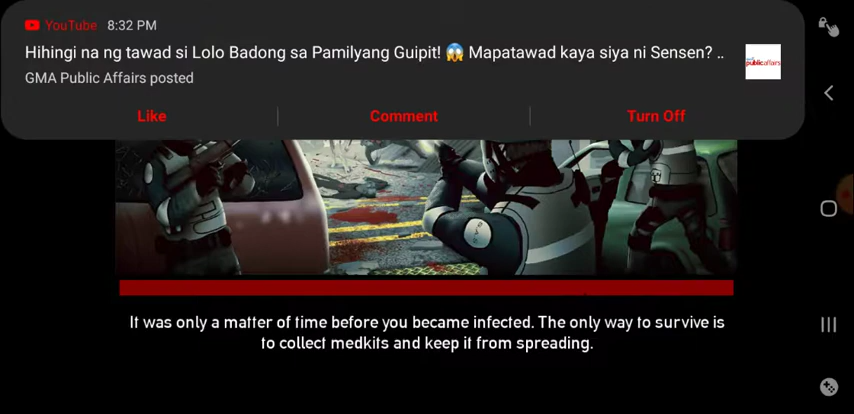 YouTube 8:32 PM
Hihingi na ng tawad si Lolo Badong sa Pamilyang Guipit! 😱 Mapatawad kaya siya ni Sensen? ..
publicaffairs
GMA Public Affairs posted
Like Comment Turn Off
It was only a matter of time before you became infected. The only way to survive is
to collect medkits and keep it from spreading.